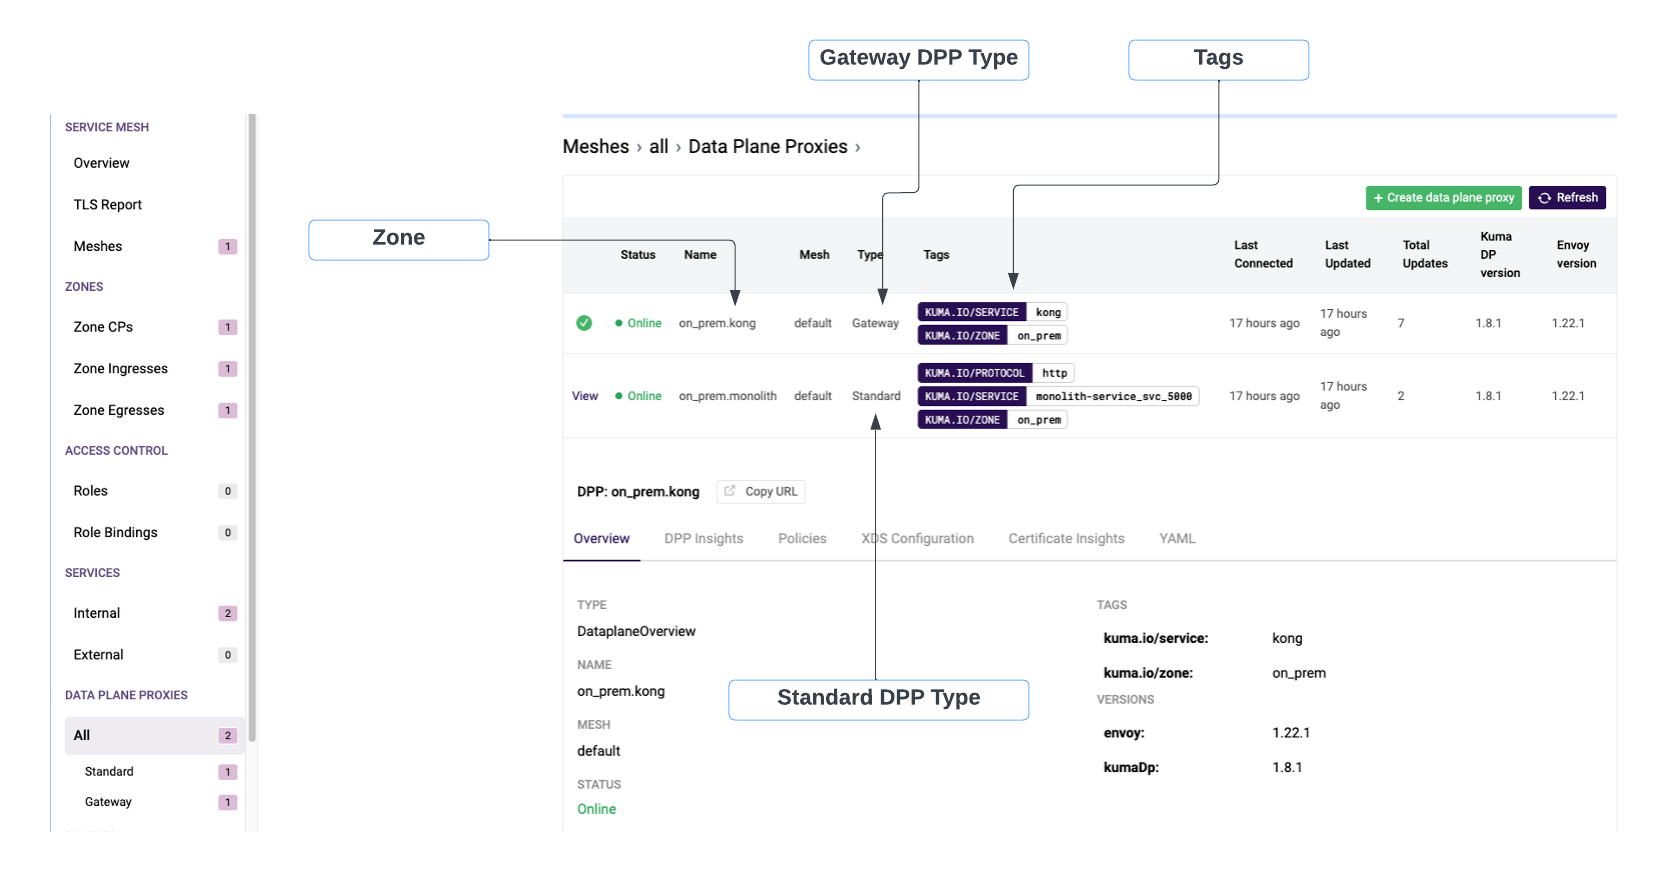 Gateway DPP Type
Tags
Zone
Standard DPP Type
SERVICE MESH
Overview
TLS Report
Meshes 1
ZONES
Zone CPs 1
Zone Ingresses 1
Zone Egresses 1
ACCESS CONTROL
Roles 0
Role Bindings 0
SERVICES
Internal 2
External 0
DATA PLANE PROXIES
All 2
Standard 1
Gateway 1
Meshes › all › Data Plane Proxies ›
+ Create data plane proxy Refresh
Status Name Mesh Type Tags Last Connected Last Updated Total Updates Kuma DP version Envoy version
Online on_prem.kong default Gateway KUMA.IO/SERVICE kong KUMA.IO/ZONE on_prem 17 hours ago 17 hours ago 7 1.8.1 1.22.1
View Online on_prem.monolith default Standard KUMA.IO/PROTOCOL http KUMA.IO/SERVICE monolith-service_svc_5000 KUMA.IO/ZONE on_prem 17 hours ago 17 hours ago 2 1.8.1 1.22.1
DPP: on_prem.kong Copy URL
Overview DPP Insights Policies XDS Configuration Certificate Insights YAML
TYPE
DataplaneOverview
NAME
on_prem.kong
MESH
default
STATUS
Online
TAGS
kuma.io/service: kong
kuma.io/zone: on_prem
VERSIONS
envoy: 1.22.1
kumaDp: 1.8.1